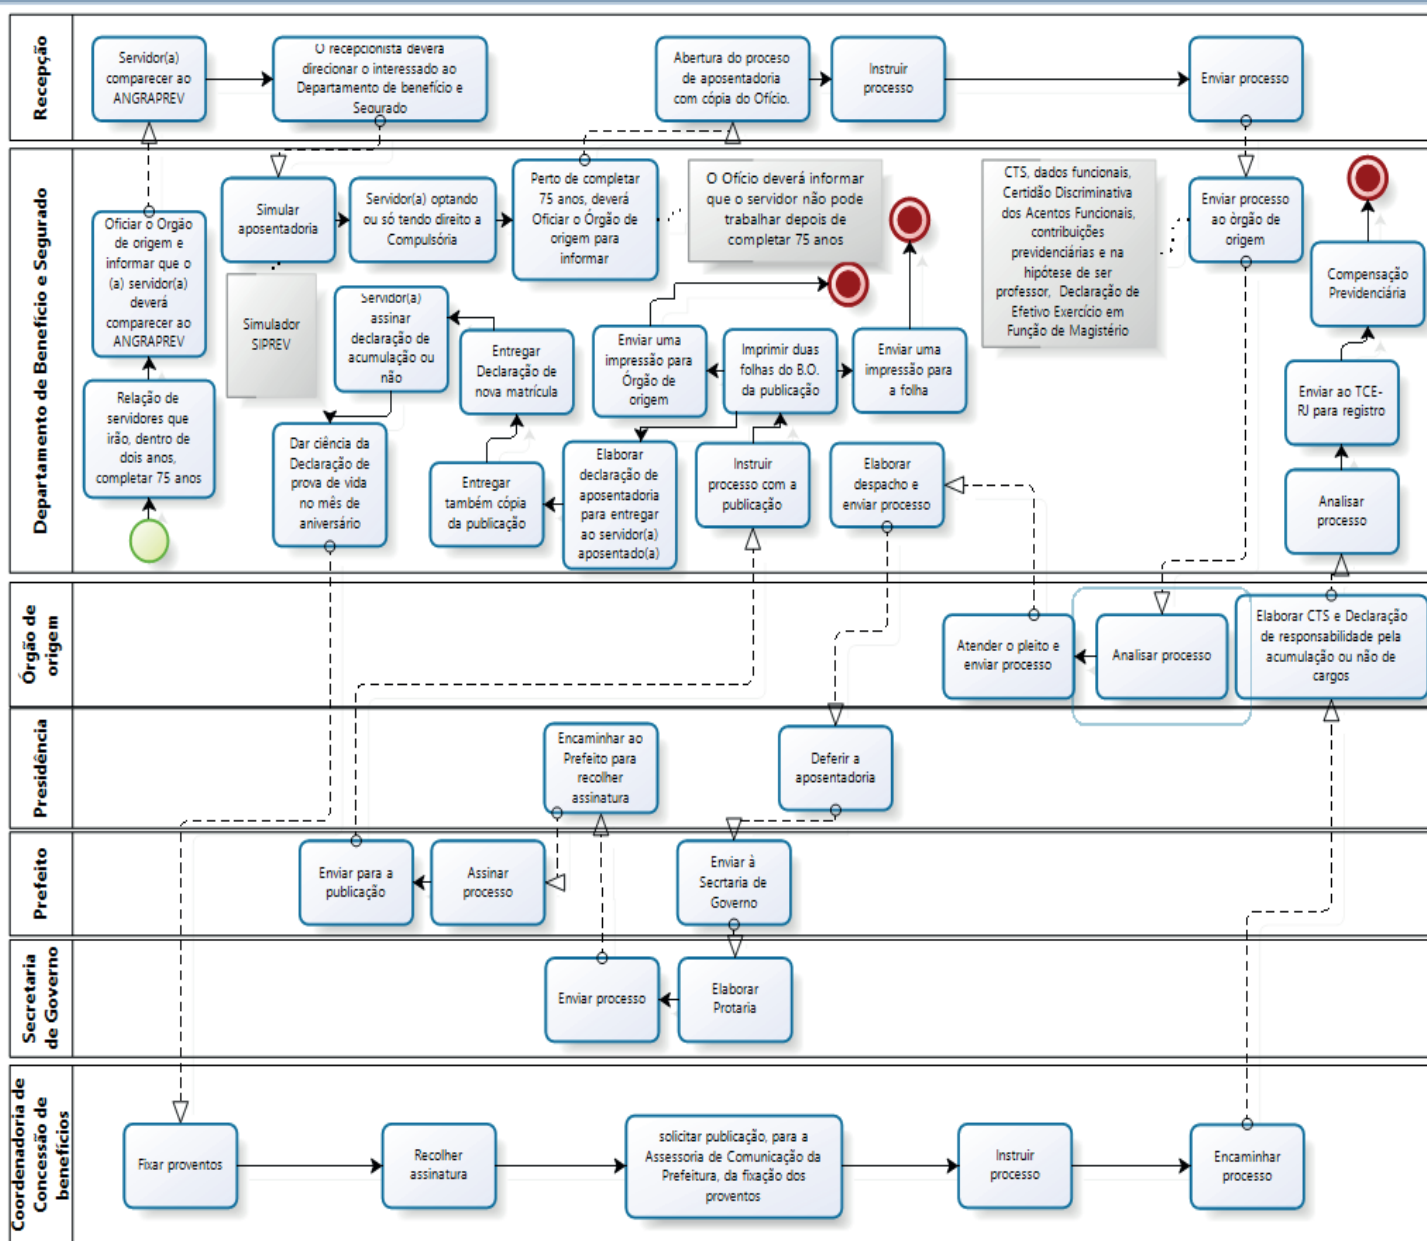 Recepção
Servidor(a)
comparecer ao
ANGRAPREV
O recepcionista deverá
direcionar o interessado ao
Departamento de benefício e
Segurado
Abertura do proceso
de aposentadoria
com cópia do Ofício.
Instruir
processo
Enviar processo
Departamento de Benefício e Segurado
Oficiar o Orgão
de origem e
informar que o
(a) servidor(a)
deverá
comparecer ao
ANGRAPREV
Relação de
servidores que
irão, dentro de
dois anos,
completar 75 anos
Simular
aposentadoria
Simulador
SIPREV
Servidor(a) optando
ou só tendo direito a
Compulsória
Perto de completar
75 anos, deverá
Oficiar o Órgão de
origem para
informar
O Ofício deverá informar
que o servidor não pode
trabalhar depois de
completar 75 anos
CTS, dados funcionais,
Certidão Discriminativa
dos Acentos Funcionais,
contribuições
previdenciárias e na
hipótese de ser
professor, Declaração de
Efetivo Exercício em
Função de Magistério
Enviar processo
ao òrgão de
origem
Compensação
Previdenciária
Servidor(a)
assinar
declaração de
acumulação ou
não
Entregar
Declaração de
nova matrícula
Enviar uma
impressão para
Órgão de
origem
Imprimir duas
folhas do B.O.
da publicação
Enviar uma
impressão para
a folha
Enviar ao TCE-
RJ para registro
Dar ciência da
Declaração de
prova de vida
no mês de
aniversário
Entregar
também cópia
da publicação
Elaborar
declaração de
aposentadoria
para entregar
ao servidor(a)
aposentado(a)
Instruir
processo com a
publicação
Elaborar
despacho e
enviar processo
Analisar
processo
Órgão de
origem
Atender o pleito e
enviar processo
Analisar processo
Elaborar CTS e Declaração
de responsabilidade pela
acumulação ou não de
cargos
Presidência
Encaminhar ao
Prefeito para
recolher
assinatura
Deferir a
aposentadoria
Prefeito
Enviar para a
publicação
Assinar
processo
Enviar à
Secrtaria de
Governo
Secretaria
de Governo
Enviar processo
Elaborar
Protaria
Coordenadoria de
Concessão de
benefícios
Fixar proventos
Recolher
assinatura
solicitar publicação, para a
Assessoria de Comunicação da
Prefeitura, da fixação dos
proventos
Instruir
processo
Encaminhar
processo